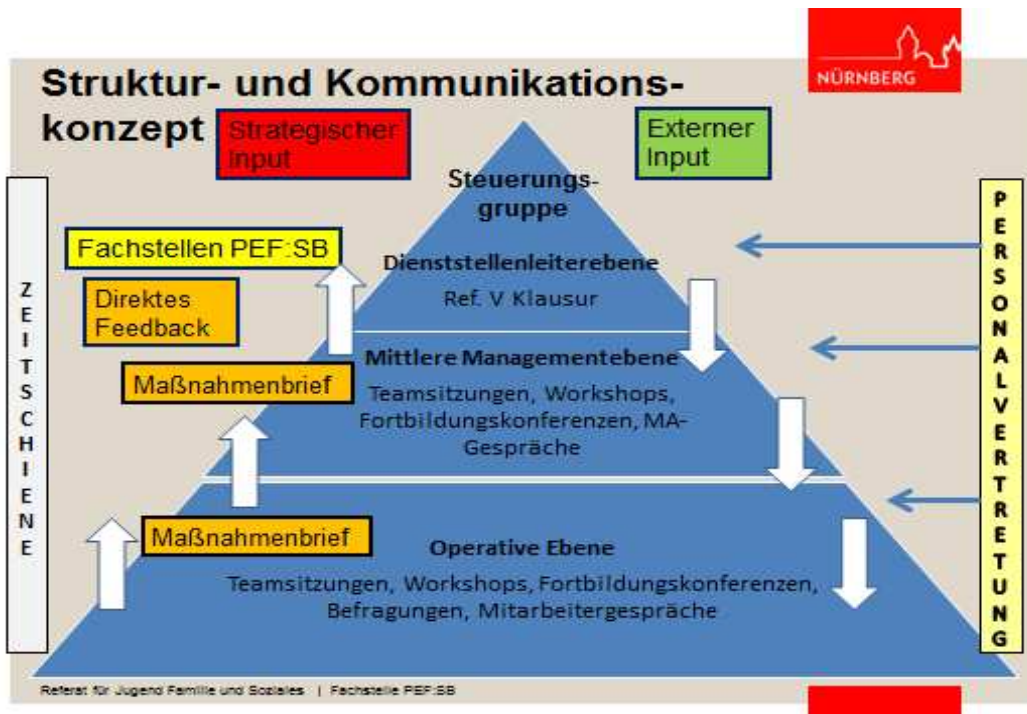 NÜRNBERG
Struktur- und Kommunikations-
konzept
Strategischer
Input
Externer
Input
Steuerungs-
gruppe
Fachstellen PEF:SB
Dienststellenleiterebene
Ref. V Klausur
Direktes
Feedback
Mittlere Managementebene
Maßnahmenbrief
Teamsitzungen, Workshops,
Fortbildungskonferenzen, MA-
Gespräche
Maßnahmenbrief
Operative Ebene
Teamsitzungen, Workshops, Fortbildungskonferenzen,
Befragungen, Mitarbeitergespräche
ZEITSCHIENE
PERSONALVERTRETUNG
Referat für Jugend Familie und Soziales | Fachstelle PEF:SB